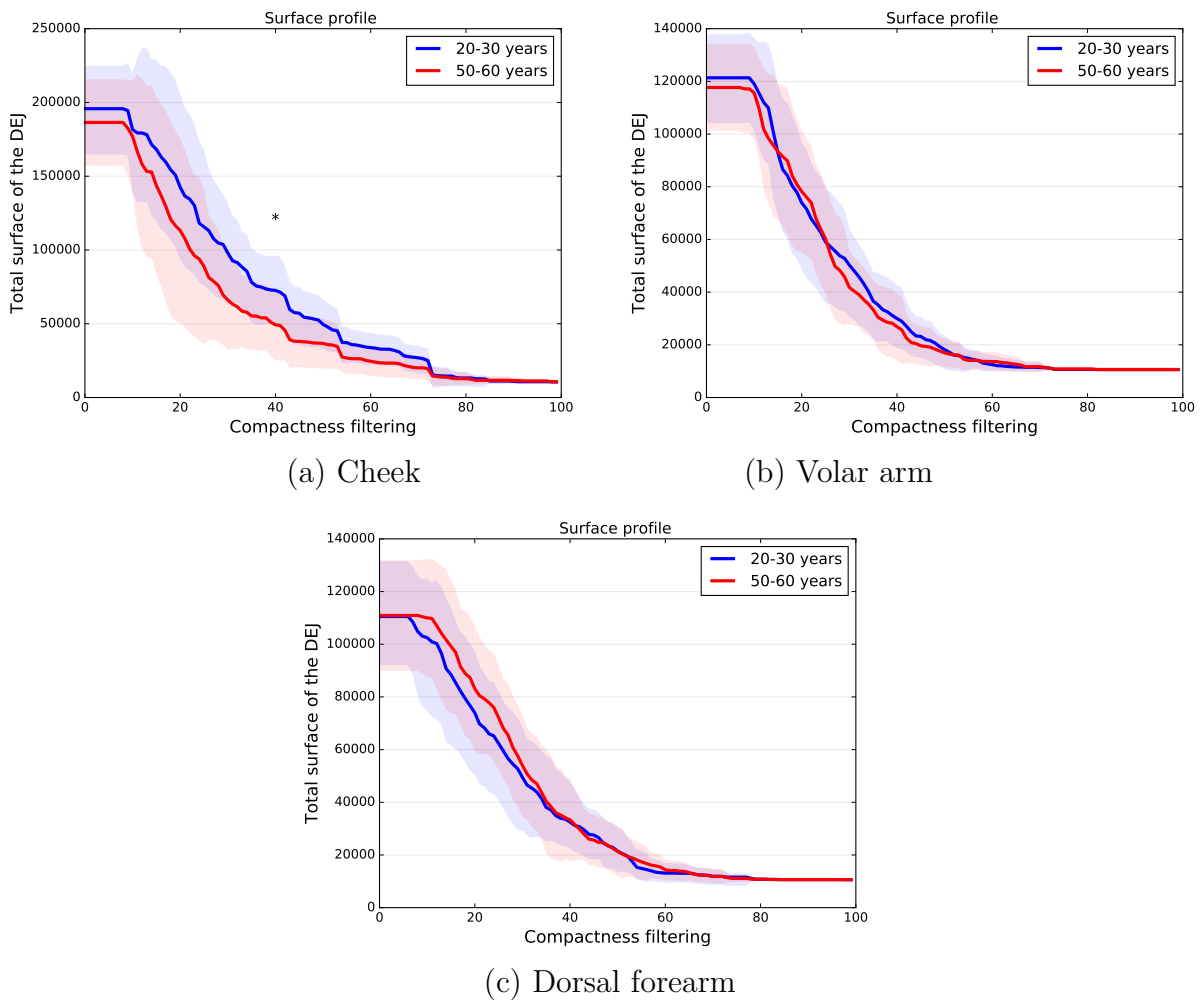 Surface profile
250000
200000
150000
100000
50000
0
0 20 40 60 80 100
Total surface of the DEJ
Compactness filtering
20-30 years
50-60 years
*
(a) Cheek
Surface profile
140000
120000
100000
80000
60000
40000
20000
0
0 20 40 60 80 100
Total surface of the DEJ
Compactness filtering
20-30 years
50-60 years
(b) Volar arm
Surface profile
140000
120000
100000
80000
60000
40000
20000
0
0 20 40 60 80 100
Total surface of the DEJ
Compactness filtering
20-30 years
50-60 years
(c) Dorsal forearm